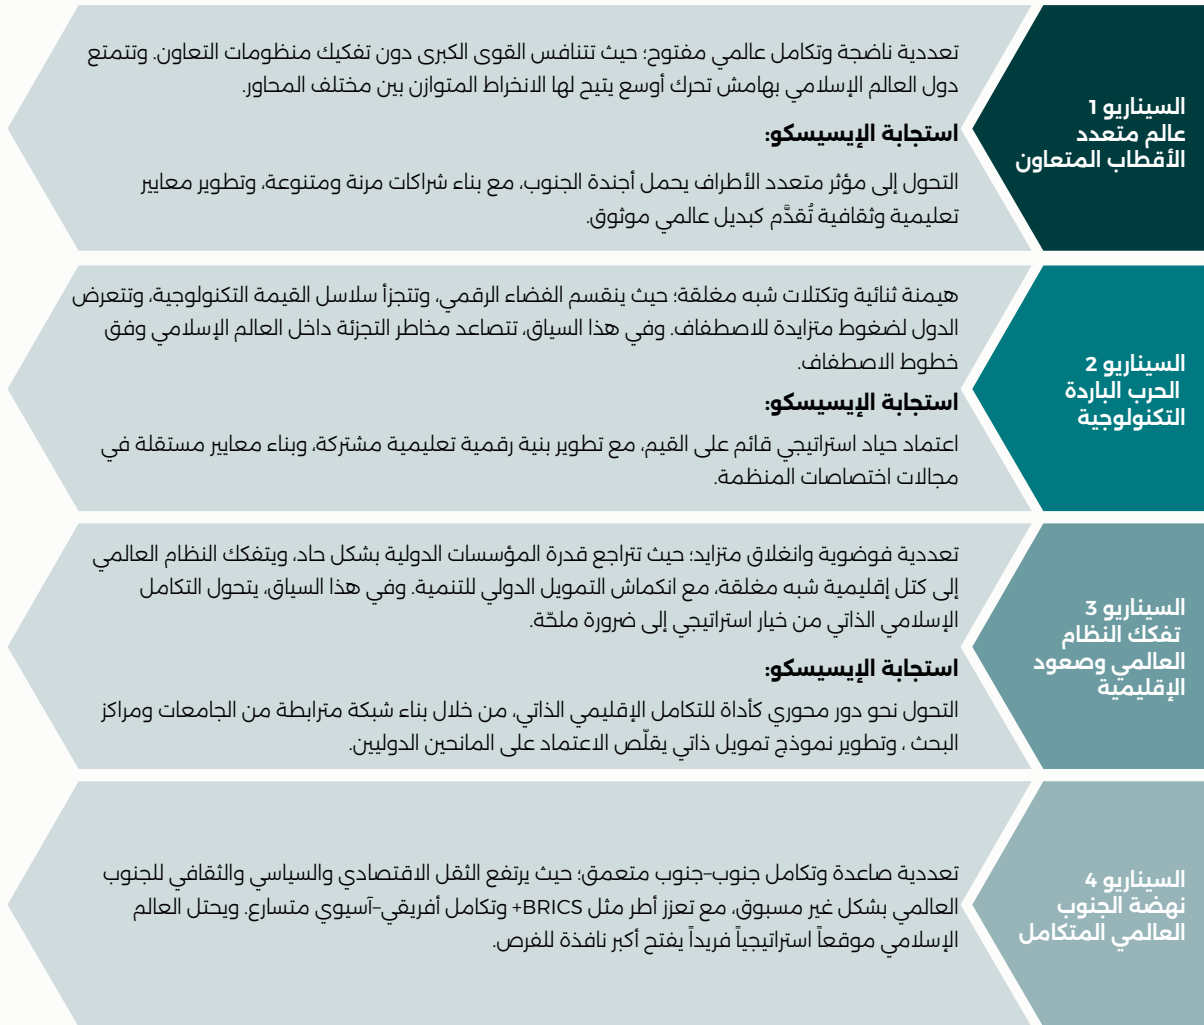 السيناريو 1
عالم متعدد
الأقطاب المتعاون
تعددية ناضجة وتكامل عالمي مفتوح؛ حيث تتنافس القوى الكبرى دون تفكيك منظومات التعاون. وتتمتع
دول العالم الإسلامي بهامش تحرك أوسع يتيح لها الانخراط المتوازن بين مختلف المحاور.
استجابة الإيسيسكو:
التحول إلى مؤثر متعدد الأطراف يحمل أجندة الجنوب، مع بناء شراكات مرنة ومتنوعة، وتطوير معايير
تعليمية وثقافية تُقدَّم كبديل عالمي موثوق.
السيناريو 2
الحرب الباردة
التكنولوجية
هيمنة ثنائية وتكتلات شبه مغلقة؛ حيث ينقسم الفضاء الرقمي، وتتجزأ سلاسل القيمة التكنولوجية، وتتعرض
الدول لضغوط متزايدة للاصطفاف. وفي هذا السياق، تتصاعد مخاطر التجزئة داخل العالم الإسلامي وفق
خطوط الاصطفاف.
استجابة الإيسيسكو:
اعتماد حياد استراتيجي قائم على القيم، مع تطوير بنية رقمية تعليمية مشتركة، وبناء معايير مستقلة في
مجالات اختصاصات المنظمة.
السيناريو 3
تفكك النظام
العالمي وصعود
الإقليمية
تعددية فوضوية وانغلاق متزايد؛ حيث تتراجع قدرة المؤسسات الدولية بشكل حاد، ويتفكك النظام العالمي
إلى كتل إقليمية شبه مغلقة، مع انكماش التمويل الدولي للتنمية. وفي هذا السياق، يتحول التكامل
الإسلامي الذاتي من خيار استراتيجي إلى ضرورة ملحّة.
استجابة الإيسيسكو:
التحول نحو دور محوري كأداة للتكامل الإقليمي الذاتي، من خلال بناء شبكة مترابطة من الجامعات ومراكز
البحث ، وتطوير نموذج تمويل ذاتي يقلّص الاعتماد على المانحين الدوليين.
السيناريو 4
نهضة الجنوب
العالمي المتكامل
تعددية صاعدة وتكامل جنوب-جنوب متعمق؛ حيث يرتفع الثقل الاقتصادي والسياسي والثقافي للجنوب
العالمي بشكل غير مسبوق، مع تعزز أطر مثل BRICS+ وتكامل أفريقي-آسيوي متسارع. ويحتل العالم
الإسلامي موقعاً استراتيجياً فريداً يفتح أكبر نافذة للفرص.